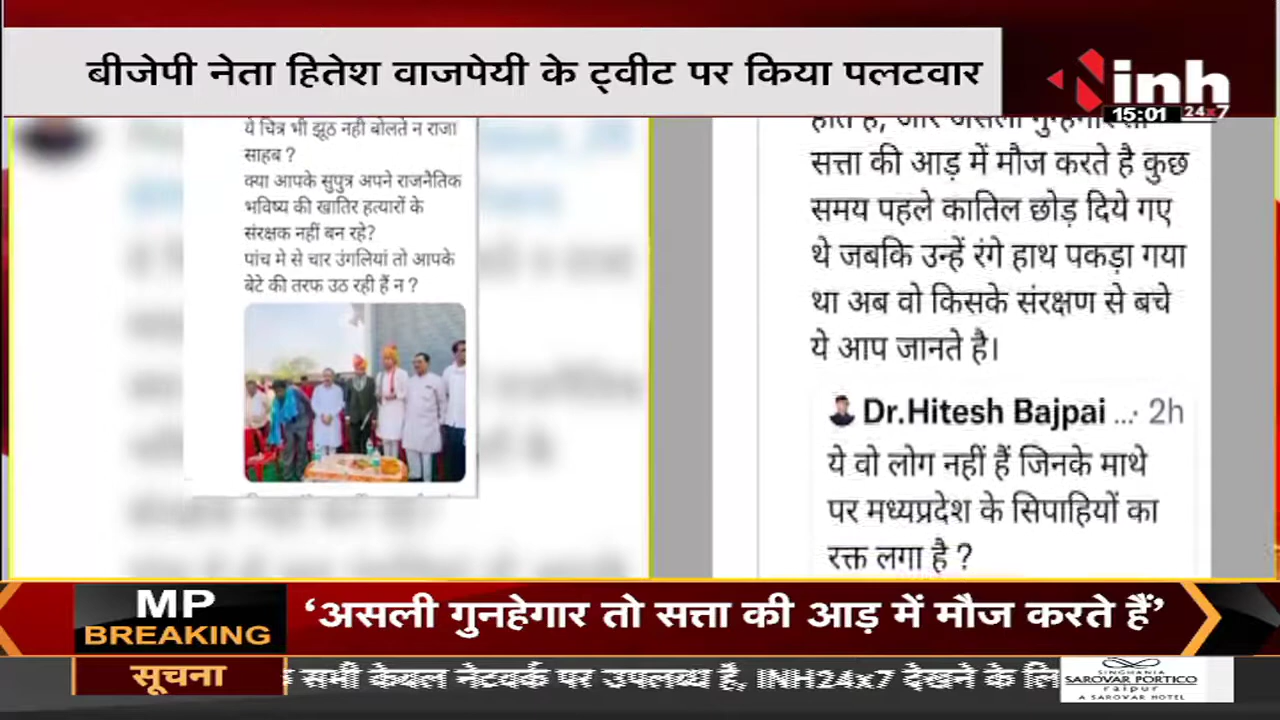 बीजेपी नेता हितेश वाजपेयी के ट्वीट पर किया पलटवार
inh
15:01 24x7
ये चित्र भी झूठ नही बोलते न राजा
साहब ?
क्या आपके सुपुत्र अपने राजनैतिक
भविष्य की खातिर हत्यारों के
संरक्षक नहीं बन रहे?
पांच मे से चार उंगलियां तो आपके
बेटे की तरफ उठ रही हैं न ?
सत्ता की आड़ में मौज करते है कुछ
समय पहले कातिल छोड़ दिये गए
थे जबकि उन्हें रंगे हाथ पकड़ा गया
था अब वो किसके संरक्षण से बचे
ये आप जानते है।
Dr.Hitesh Bajpai ...· 2h
ये वो लोग नहीं हैं जिनके माथे
पर मध्यप्रदेश के सिपाहियों का
रक्त लगा है ?
MP
BREAKING
‘असली गुनहेगार तो सत्ता की आड़ में मौज करते हैं’
सूचना
सभी केबल नेटवर्क पर उपलब्ध है, INH24x7 देखने के लि
SINGHANIA
SAROVAR PORTICO
raipur
A SAROVAR HOTEL